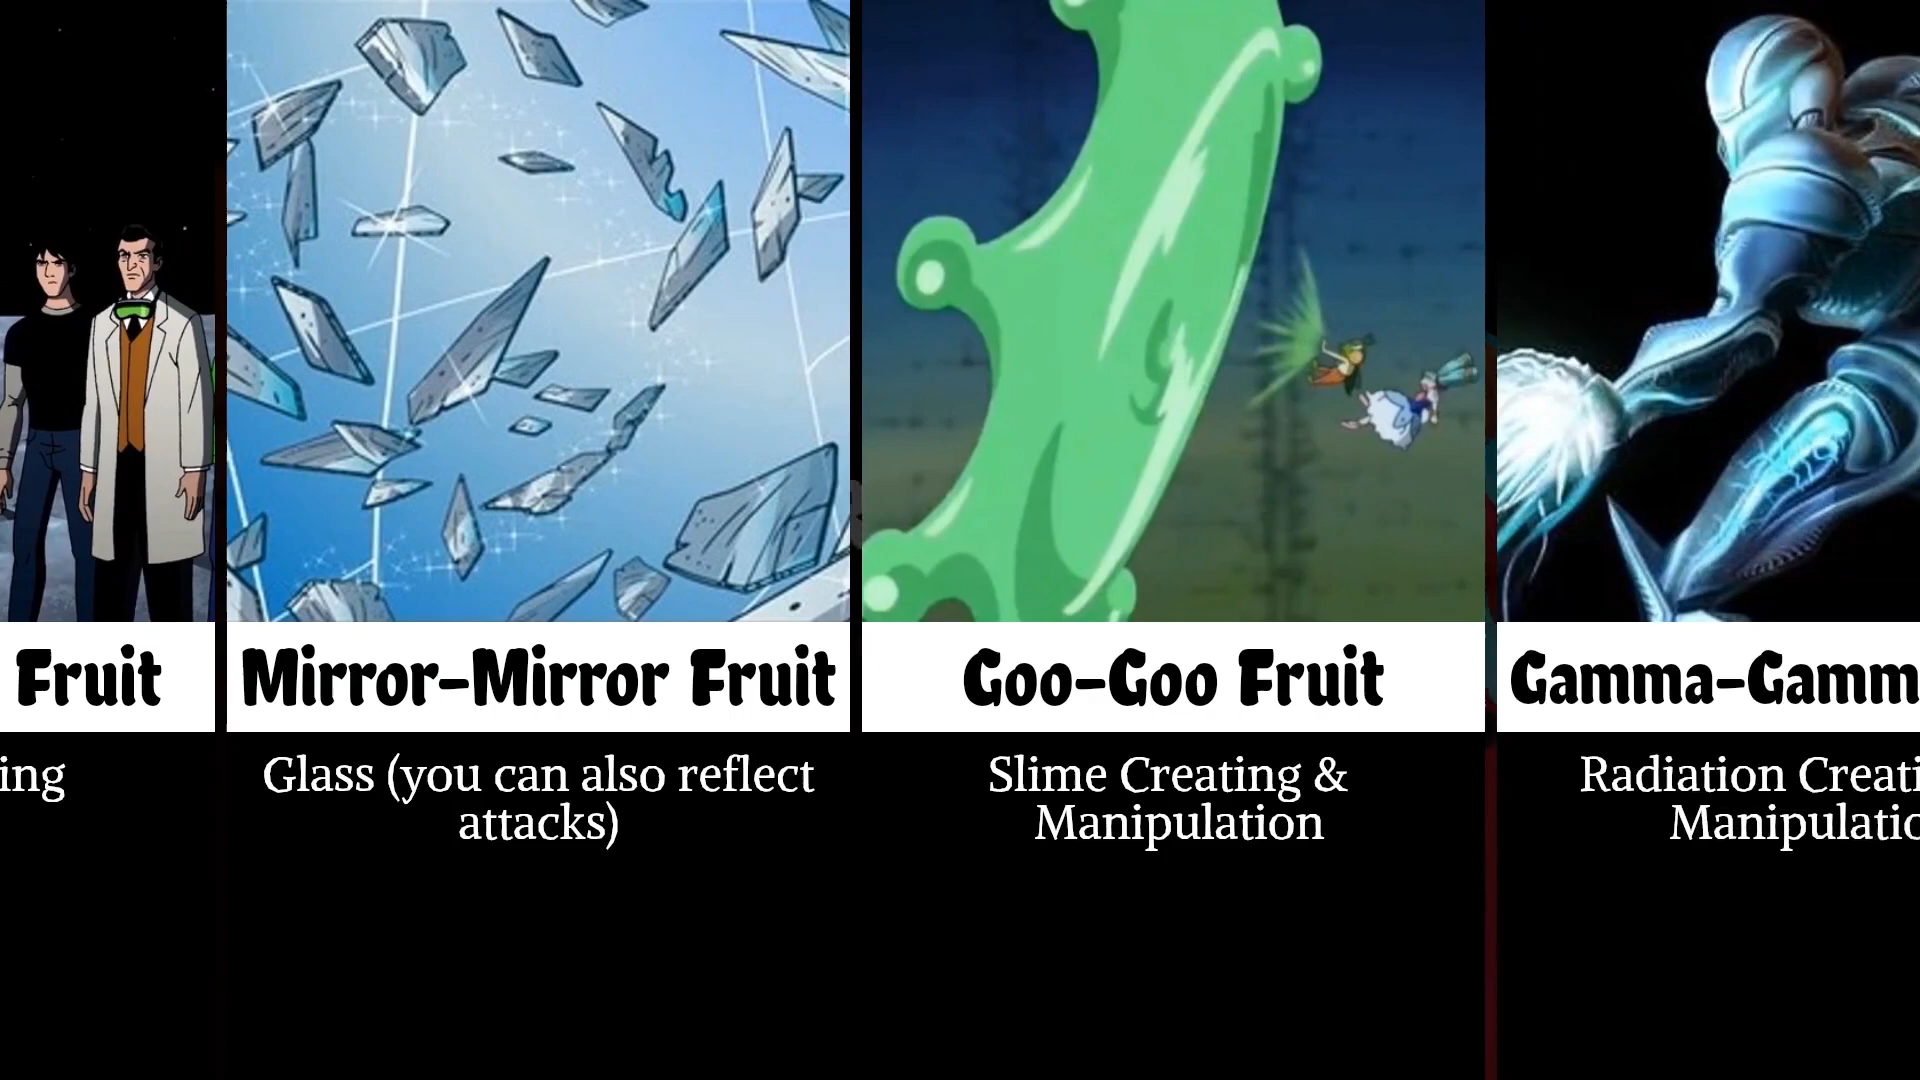 Fruit
ing
Mirror-Mirror Fruit
Glass (you can also reflect
attacks)
Goo-Goo Fruit
Slime Creating &
Manipulation
Gamma-Gamm
Radiation Creati
Manipulatio